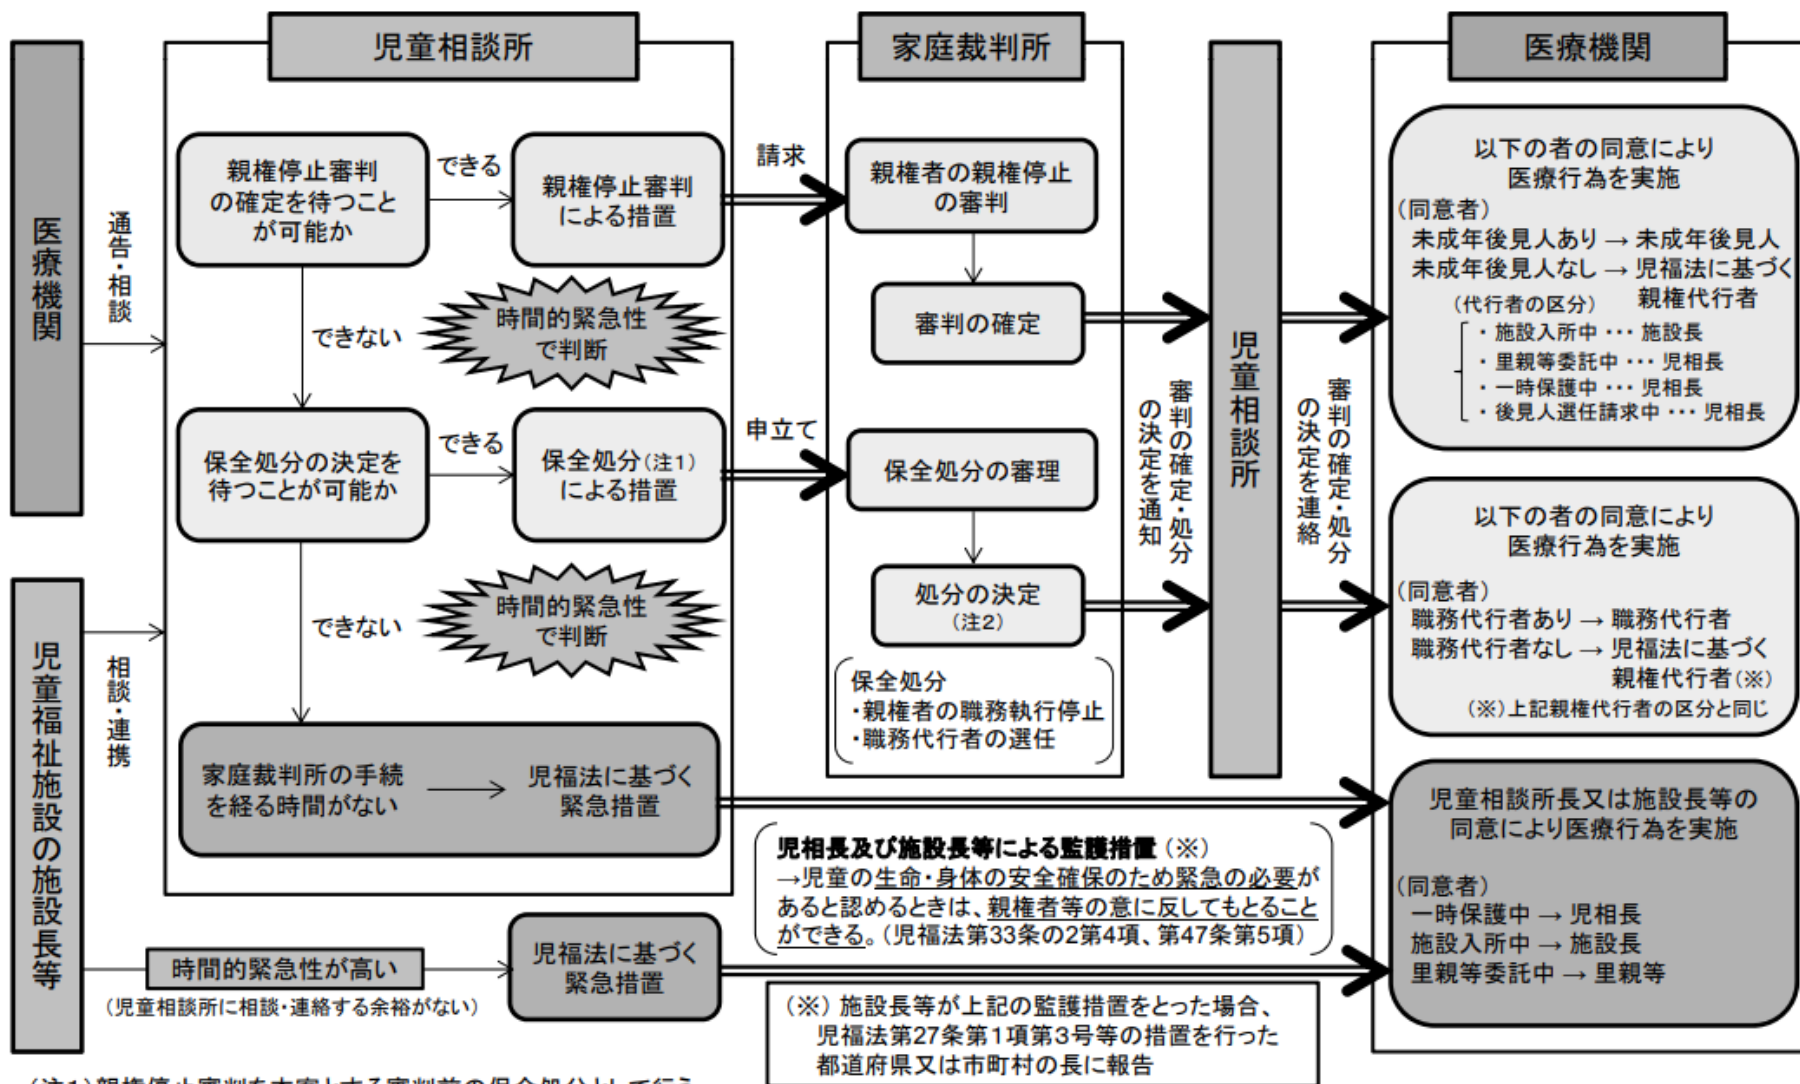 児童相談所
家庭裁判所
医療機関
医療機関
通告・相談
親権停止審判
の確定を待つこと
が可能か
できる
親権停止審判
による措置
請求
親権者の親権停止
の審判
できない
時間的緊急性
で判断
審判の確定
保全処分の決定を
待つことが可能か
できる
保全処分(注1)
による措置
申立て
保全処分の審理
できない
時間的緊急性
で判断
処分の決定
(注2)
保全処分
・親権者の職務執行停止
・職務代行者の選任
審判の確定・処分
の決定を通知
児童相談所
審判の確定・処分
の決定を連絡
以下の者の同意により
医療行為を実施
(同意者)
未成年後見人あり → 未成年後見人
未成年後見人なし → 児福法に基づく
親権代行者
(代行者の区分)
・施設入所中 ・・・ 施設長
・里親等委託中 ・・・ 児相長
・一時保護中 ・・・ 児相長
・後見人選任請求中 ・・・ 児相長
以下の者の同意により
医療行為を実施
(同意者)
職務代行者あり → 職務代行者
職務代行者なし → 児福法に基づく
親権代行者(※)
(※)上記親権代行者の区分と同じ
児童福祉施設の施設長等
相談・連携
家庭裁判所の手続
を経る時間がない
児福法に基づく
緊急措置
児相長及び施設長等による監護措置(※)
→児童の生命・身体の安全確保のため緊急の必要が
あると認めるときは、親権者等の意に反してもとること
ができる。(児福法第33条の2第4項、第47条第5項)
児童相談所長又は施設長等の
同意により医療行為を実施
(同意者)
一時保護中 → 児相長
施設入所中 → 施設長
里親等委託中 → 里親等
時間的緊急性が高い
(児童相談所に相談・連絡する余裕がない)
児福法に基づく
緊急措置
(※) 施設長等が上記の監護措置をとった場合、
児福法第27条第1項第3号等の措置を行った
都道府県又は市町村の長に報告
(注1)親権停止審判を本案とする審判前の保全処分として行う